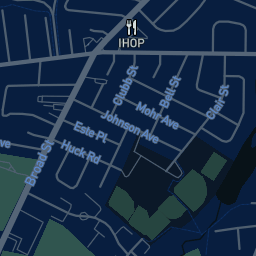 IHOP
Clubb St
Ball St
Clair St
Mohr Ave
Johnson Ave
Este Pl
Huck Rd
Broad St